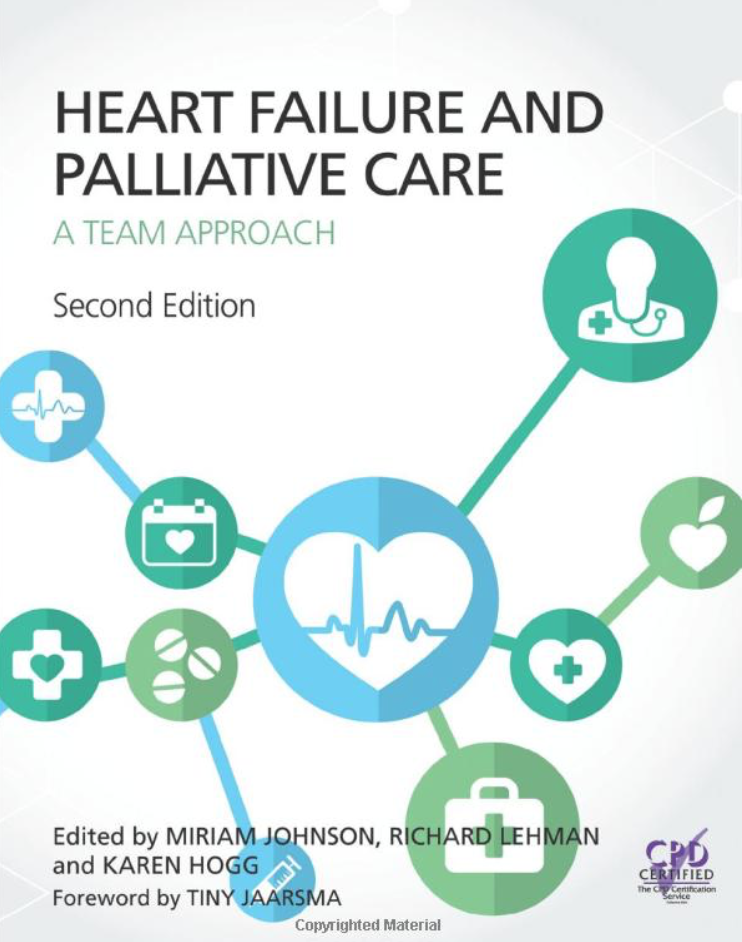 HEART FAILURE AND
PALLIATIVE CARE
A TEAM APPROACH
Second Edition
Edited by MIRIAM JOHNSON, RICHARD LEHMAN
and KAREN HOGG
Foreword by TINY JAARSMA
CPD
CERTIFIED
The CPD Certification
Service
Copyrighted Material